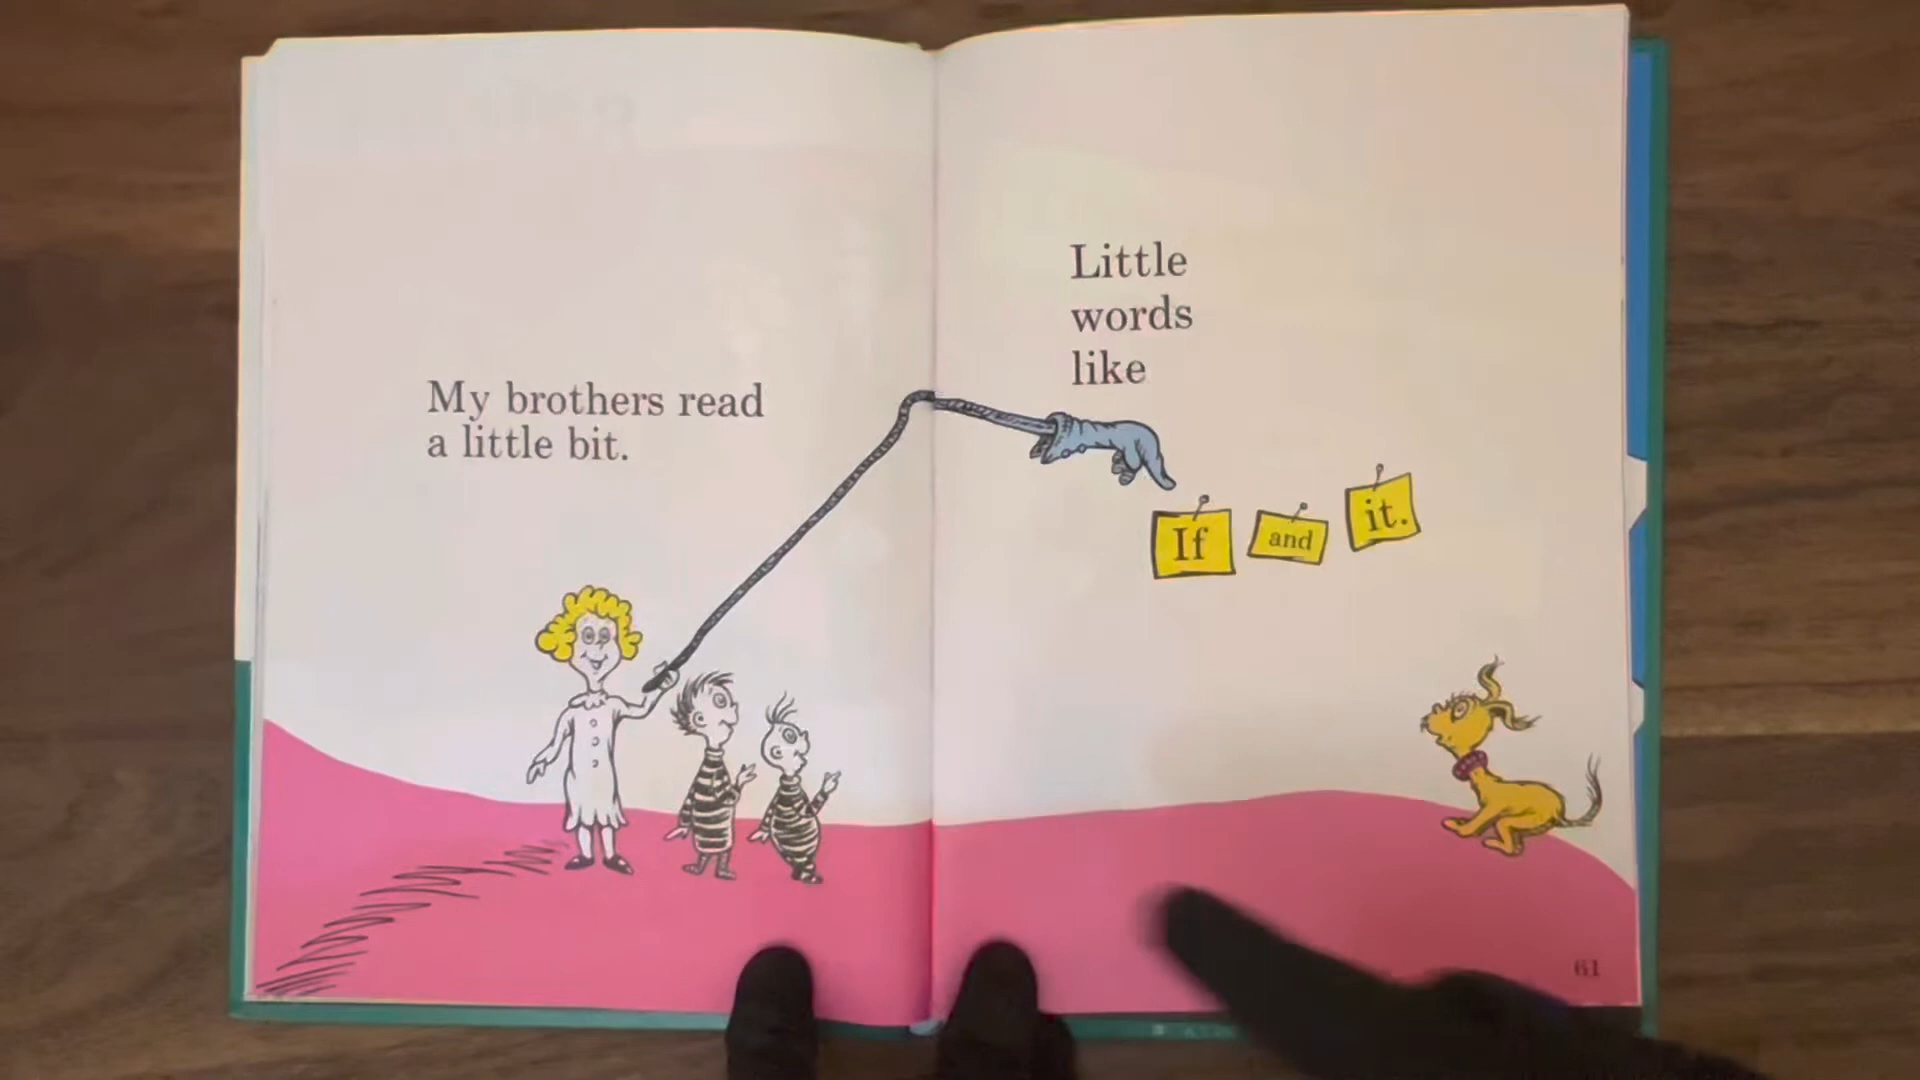 My brothers read
a little bit.
Little
words
like
If and it.
61